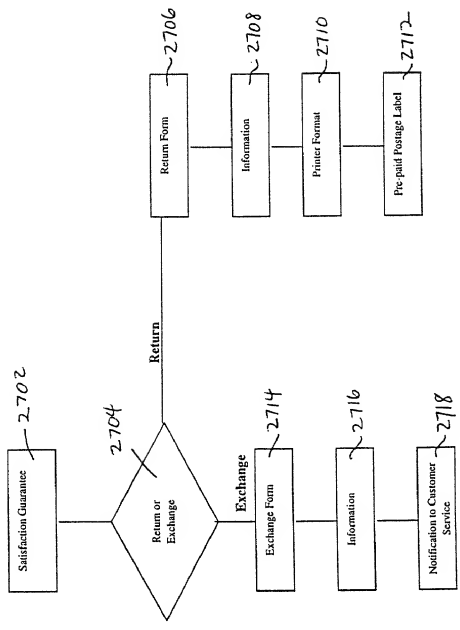 Satisfaction Guarantee
2702
Return or
Exchange
2704
Return
Return Form
2706
Information
2708
Printer Format
2710
Pre-paid Postage Label
2712
Exchange
Exchange Form
2714
Information
2716
Notification to Customer
Service
2718